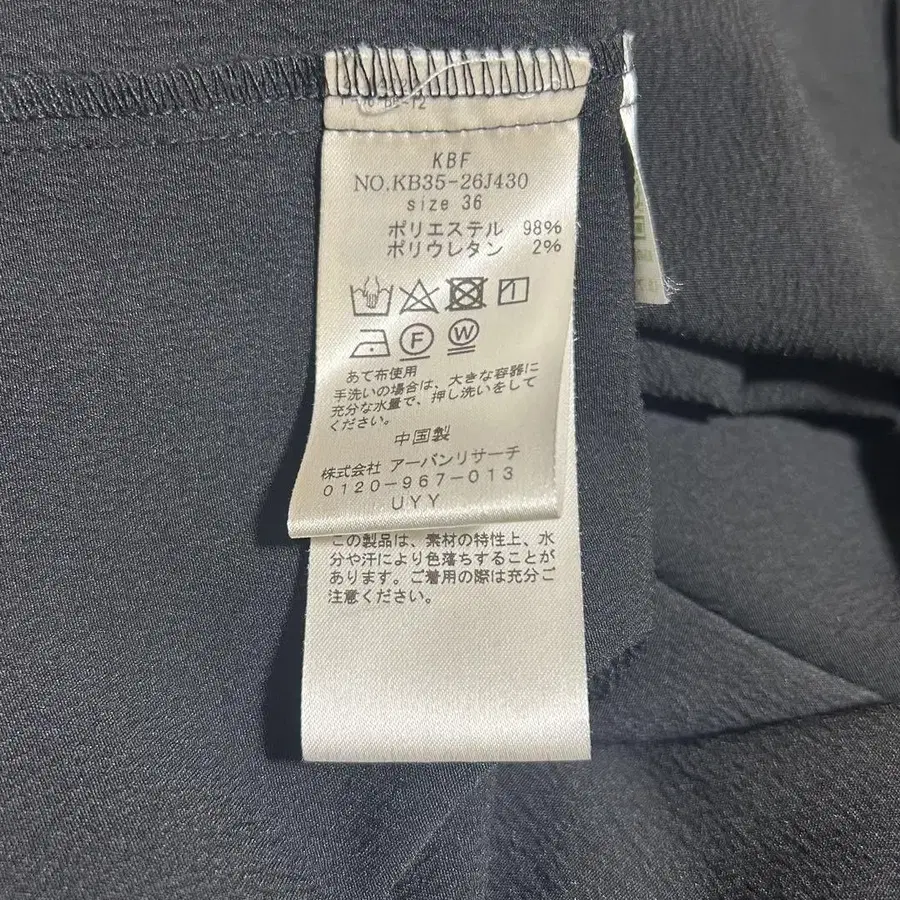 KBF
NO.KB35-26J430
size 36
ポリエステル 98%
ポリウレタン 2%
F
W
あて布使用
手洗いの場合は、大きな容器に
充分な水量で、押し洗いをして
ください。
中国製
株式会社 アーバンリサーチ
0120-967-013
UYY
この製品は、素材の特性上、水
分や汗により色落ちすることが
あります。ご着用の際は充分ご
注意ください。